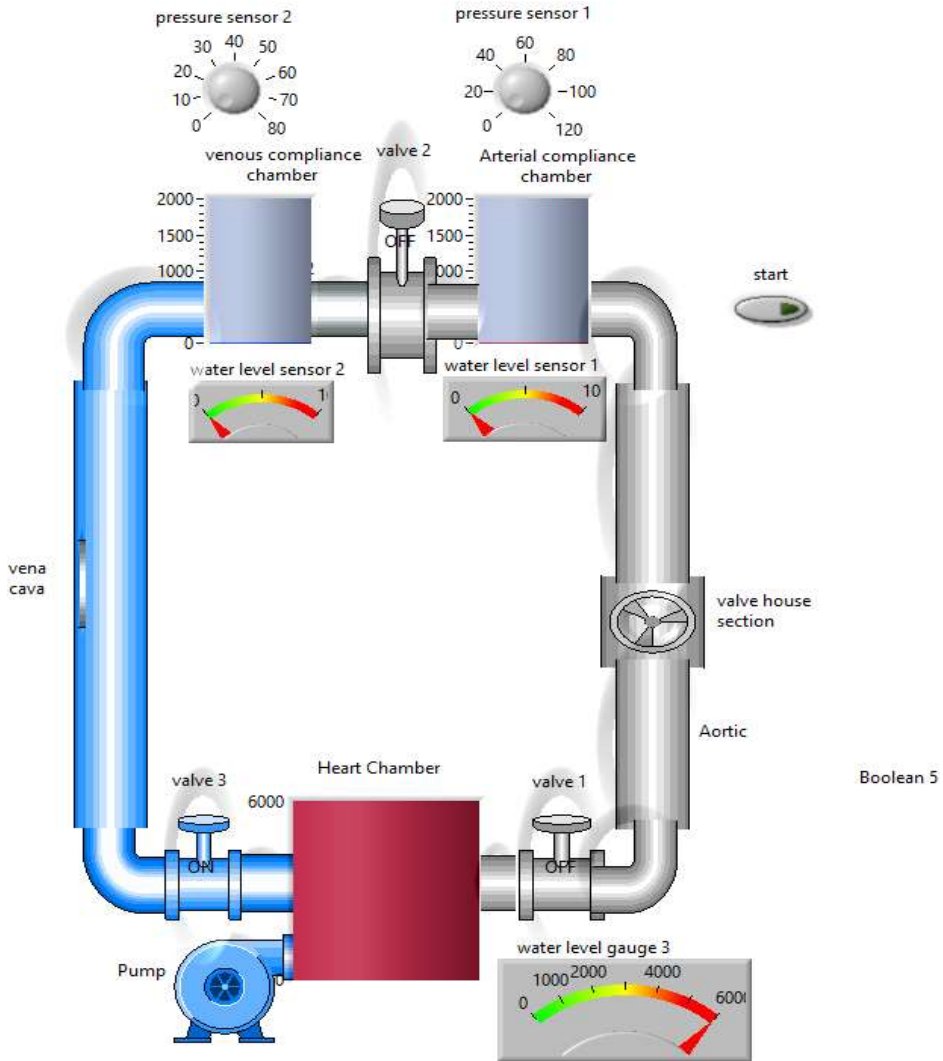 pressure sensor 2
pressure sensor 1
0 10 20 30 40 50 60 70 80
0 20 40 60 80 100 120
venous compliance
chamber
valve 2
Arterial compliance
chamber
2000
1500
1000
0
OFF
2000
1500
0
start
water level sensor 2
0
water level sensor 1
0 10
vena
cava
valve house
section
Aortic
Boolean 5
valve 3
Heart Chamber
valve 1
6000
ON
OFF
Pump
water level gauge 3
0 1000 2000 4000